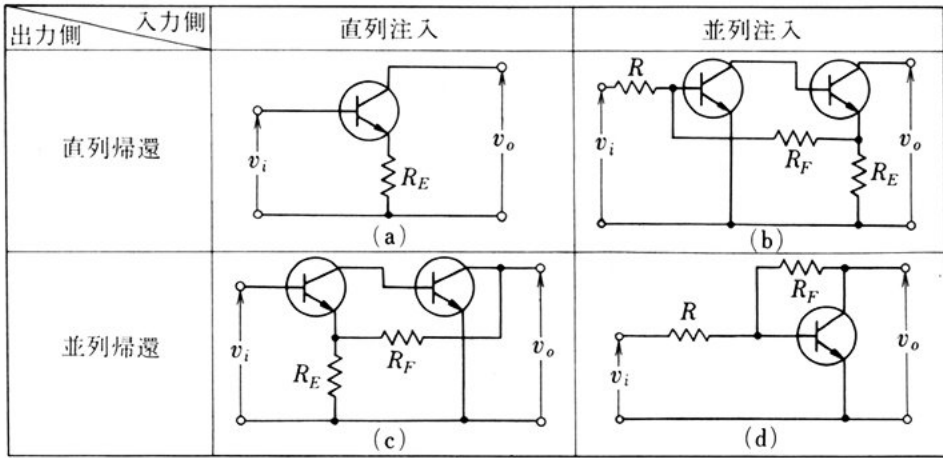 入力側
出力側
直列注入
並列注入
直列帰還
v_i
R_E
v_o
(a)
R
v_i
R_F
R_E
v_o
(b)
並列帰還
v_i
R_E
R_F
v_o
(c)
R_F
R
v_i
v_o
(d)